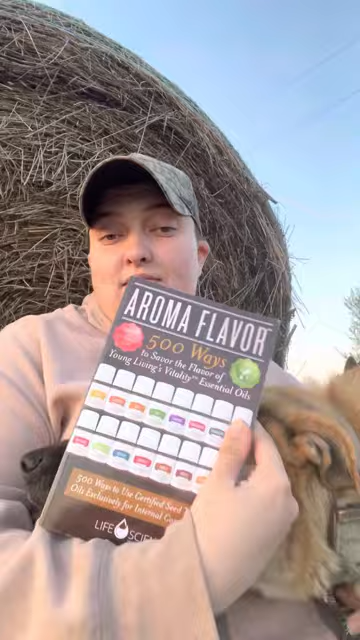 AROMA FLAVOR
500 Ways
to Savor the Flavor of
Young Living's Vitality™ Essential Oils
500 Ways to Use Certified Seed
Oils Exclusively for Internal
LIFE